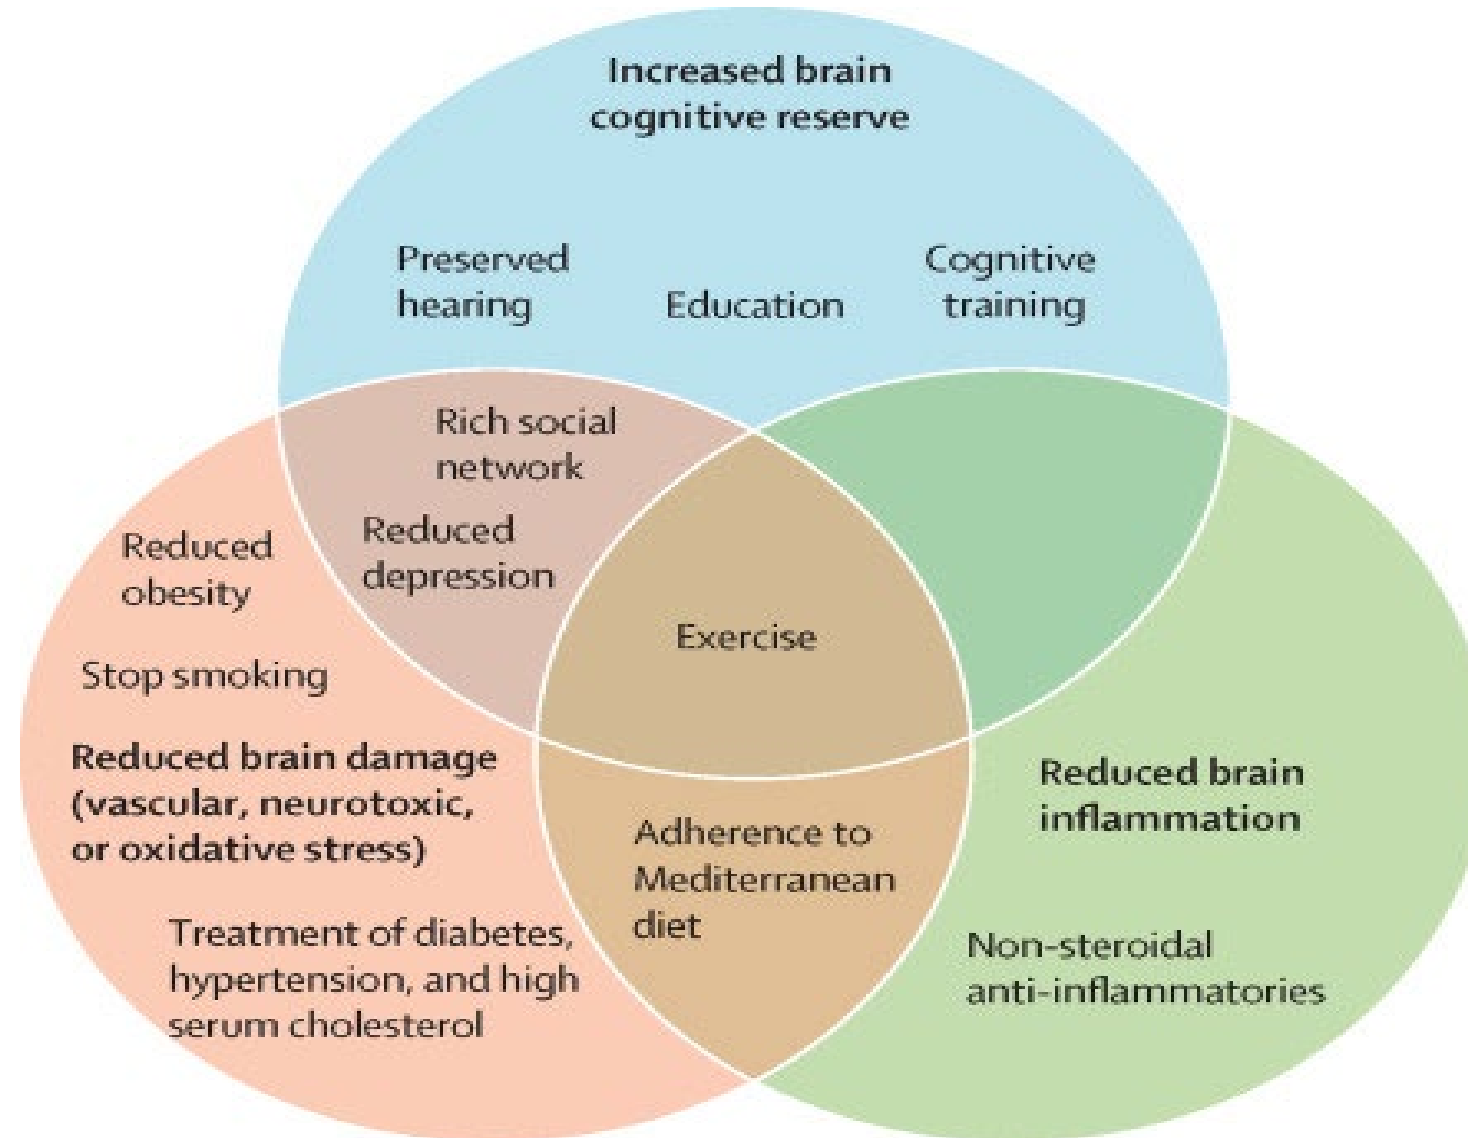 Increased brain
cognitive reserve
Preserved
hearing
Education
Cognitive
training
Rich social
network
Reduced
depression
Reduced
obesity
Stop smoking
Exercise
Reduced brain damage
(vascular, neurotoxic,
or oxidative stress)
Reduced brain
inflammation
Adherence to
Mediterranean
diet
Treatment of diabetes,
hypertension, and high
serum cholesterol
Non-steroidal
anti-inflammatories